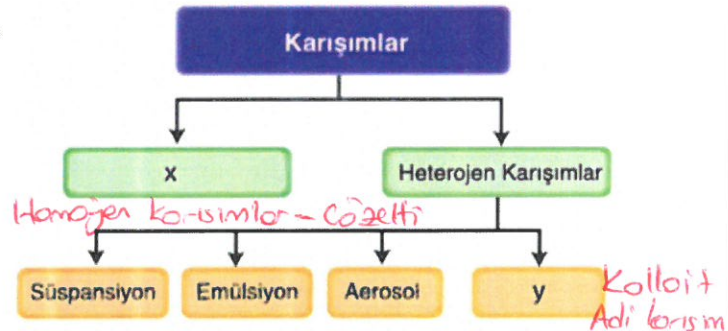 Karışımlar
x
Heterojen Karışımlar
Homojen karışımlar - Çözelti
Süspansiyon
Emülsiyon
Aerosol
y
Kolloit
Adi karışım